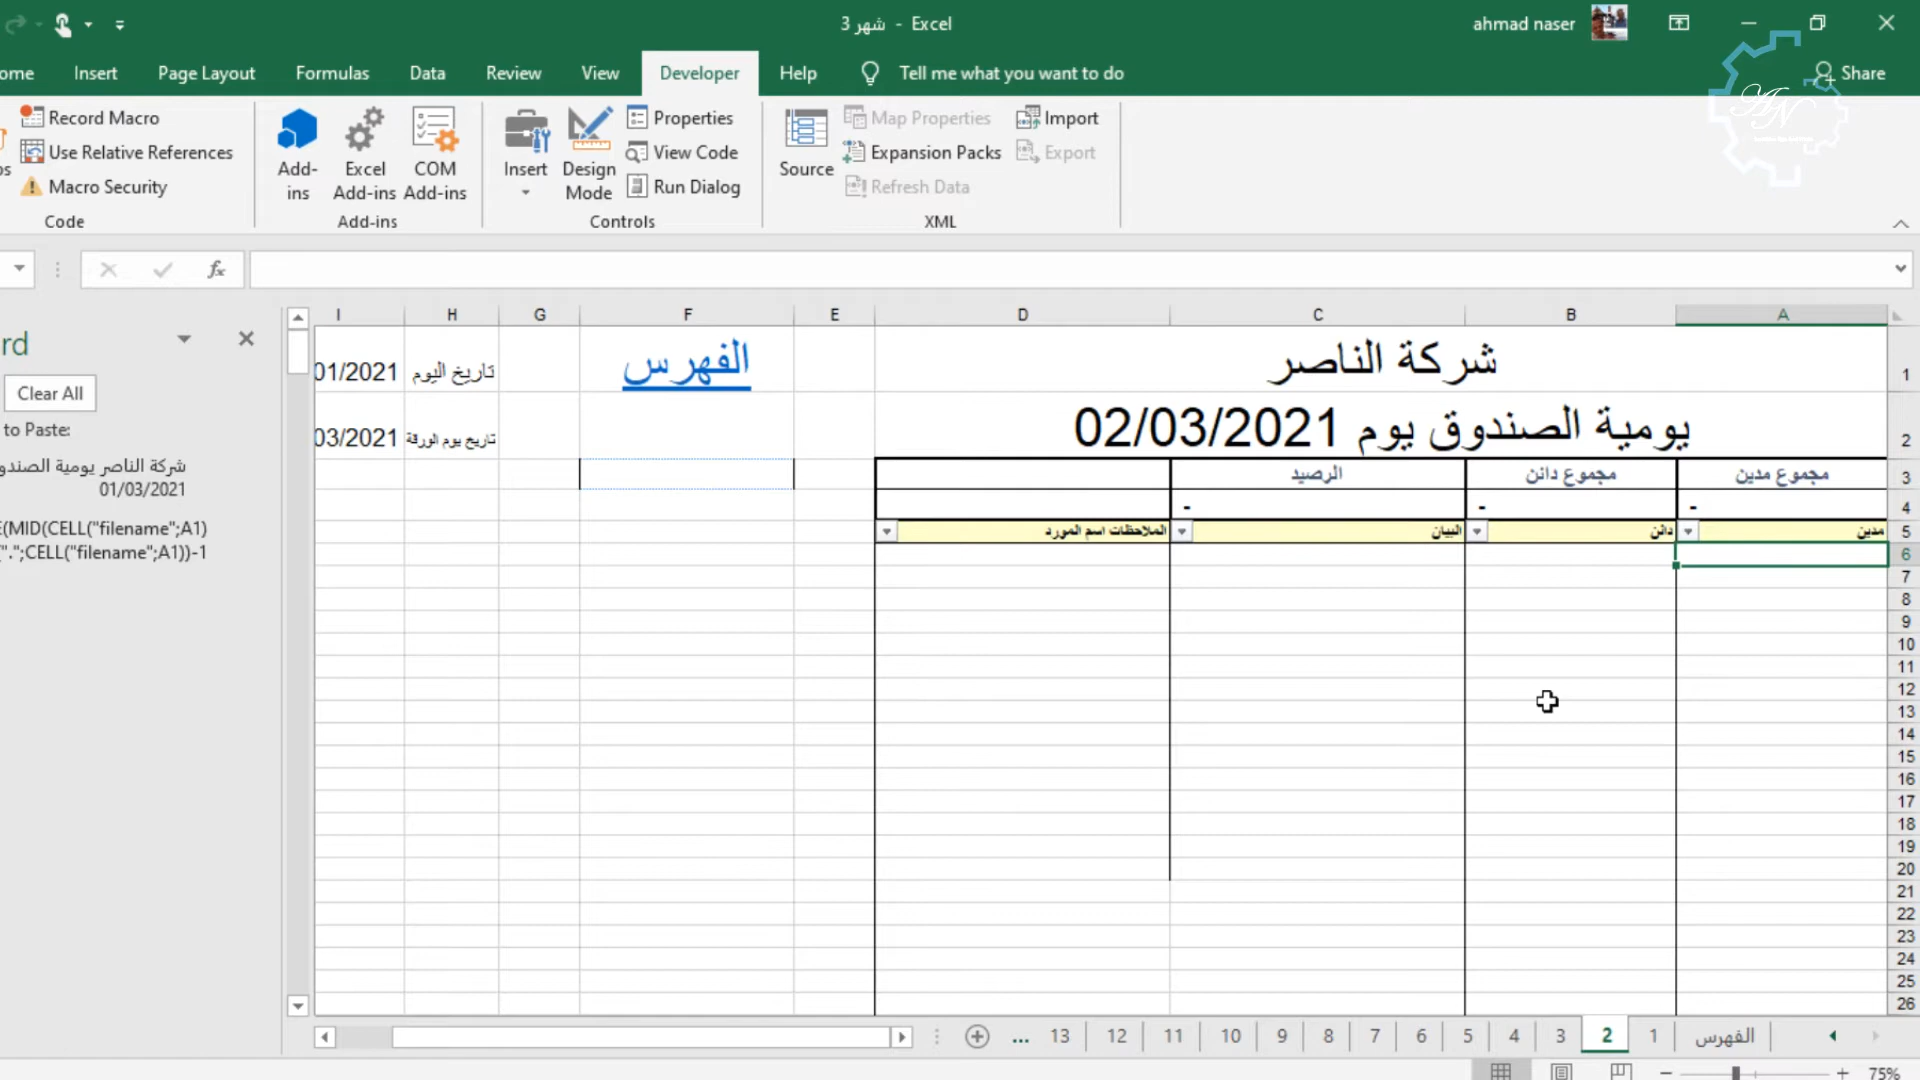 شهر 3 - Excel
ahmad naser
ome Insert Page Layout Formulas Data Review View Developer Help Tell me what you want to do Share
Record Macro
Use Relative References
Macro Security
Code
Add-ins
Excel Add-ins
COM Add-ins
Add-ins
Insert
Design Mode
Properties
View Code
Run Dialog
Controls
Source
Map Properties
Expansion Packs
Refresh Data
Import
Export
XML
fx
rd
Clear All
to Paste:
شركة الناصر يومية الصندو
01/03/2021
E(MID(CELL("filename";A1)
(".";CELL("filename";A1))-1
I H G F E D C B A
شركة الناصر
الفهرس
تاريخ اليوم
01/2021
1
يومية الصندوق يوم 02/03/2021
تاريخ يوم الورقة
03/2021
2
مجموع مدين مجموع دائن الرصيد
3
- - -
4
مدين دائن البيان الملاحظات اسم المورد
5
6
7
8
9
10
11
12
13
14
15
16
17
18
19
20
21
22
23
24
25
26
... 13 12 11 10 9 8 7 6 5 4 3 2 1 الفهرس
75%
AN